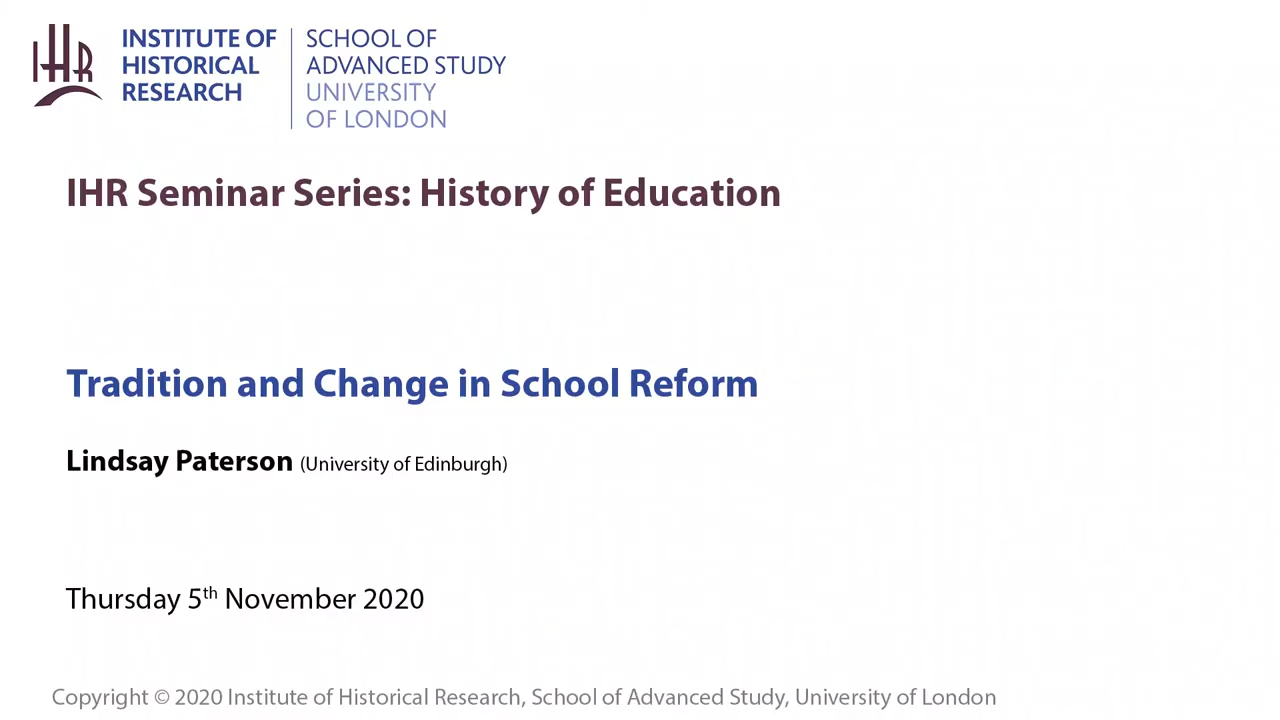 IHR
INSTITUTE OF
HISTORICAL
RESEARCH
SCHOOL OF
ADVANCED STUDY
UNIVERSITY
OF LONDON
IHR Seminar Series: History of Education
Tradition and Change in School Reform
Lindsay Paterson (University of Edinburgh)
Thursday 5th November 2020
Copyright © 2020 Institute of Historical Research, School of Advanced Study, University of London